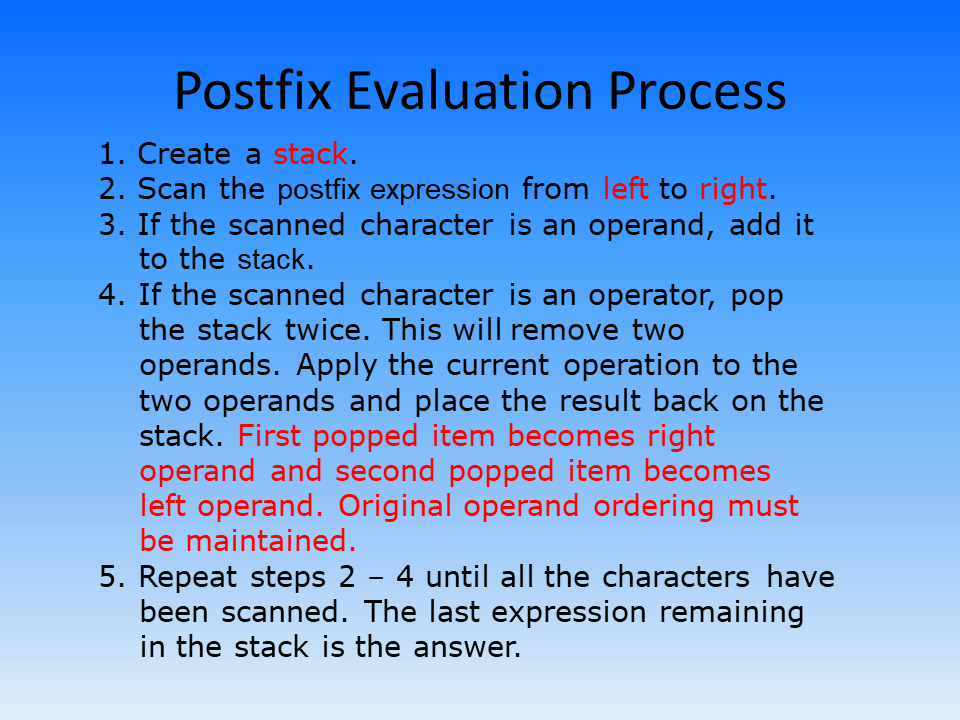 Postfix Evaluation Process
1. Create a stack.
2. Scan the postfix expression from left to right.
3. If the scanned character is an operand, add it
to the stack.
4. If the scanned character is an operator, pop
the stack twice. This will remove two
operands. Apply the current operation to the
two operands and place the result back on the
stack. First popped item becomes right
operand and second popped item becomes
left operand. Original operand ordering must
be maintained.
5. Repeat steps 2 – 4 until all the characters have
been scanned. The last expression remaining
in the stack is the answer.